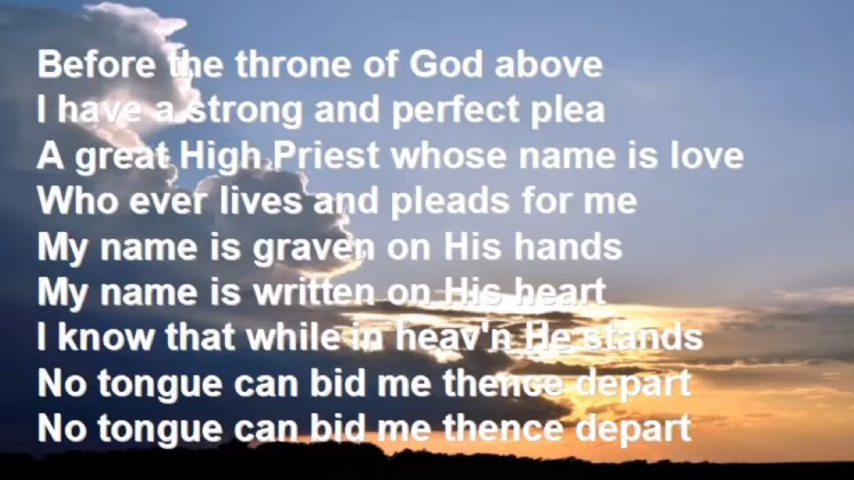 Before the throne of God above
I have a strong and perfect plea
A great High Priest whose name is love
Who ever lives and pleads for me
My name is graven on His hands
My name is written on His heart
I know that while in heav'n He stands
No tongue can bid me thence depart
No tongue can bid me thence depart